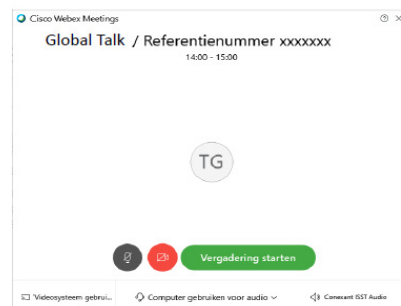 Cisco Webex Meetings
Global Talk / Referentienummer xxxxxxx
14:00 - 15:00
TG
Vergadering starten
Videosysteem gebrui... Computer gebruiken voor audio Conexant ISST Audio